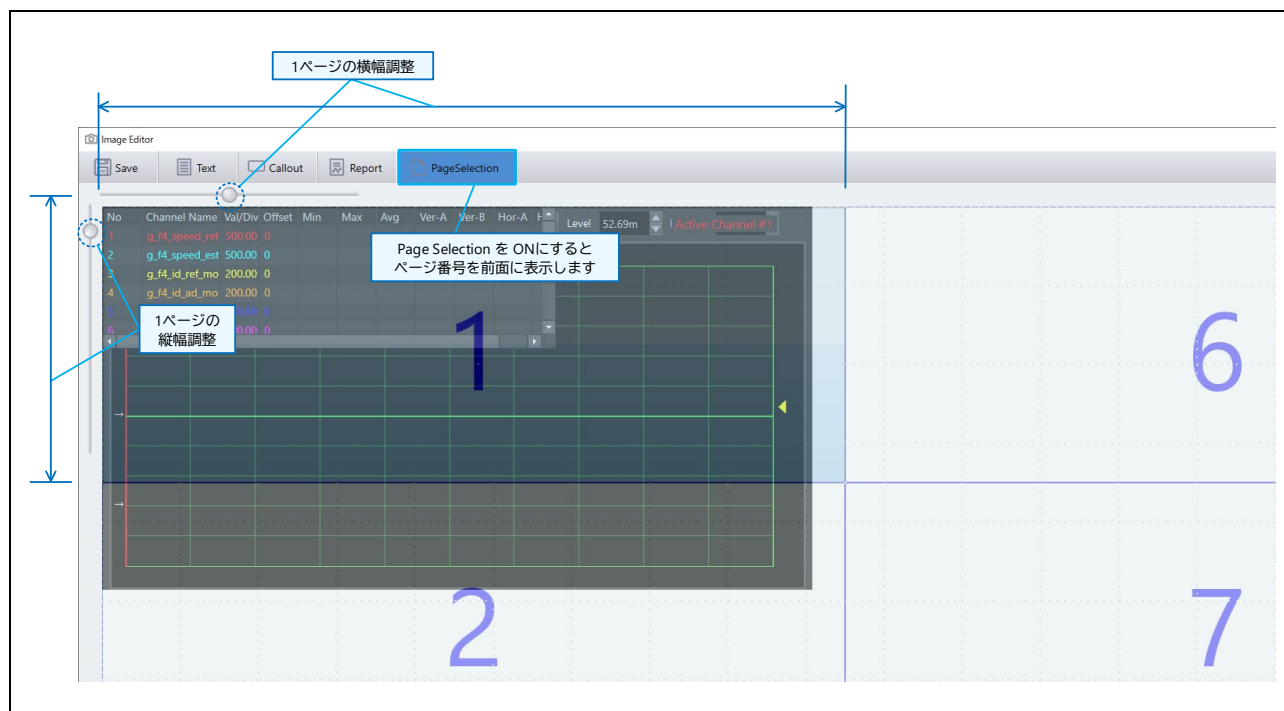 1ページの横幅調整
Image Editor
Save Text Callout Report PageSelection
No Channel Name Val/Div Offset Min Max Avg Ver-A Ver-B Hor-A
Level 52.69m Active Channel #1
1 g_f4_speed_ref 500.00 0
2 g_f4_speed_est 500.00 0
3 g_f4_id_ref_mo 200.00 0
4 g_f4_id_ad_mo 200.00 0
5 0
6 0
Page Selection を ONにすると
ページ番号を前面に表示します
1ページの
縦幅調整
1
6
2
7